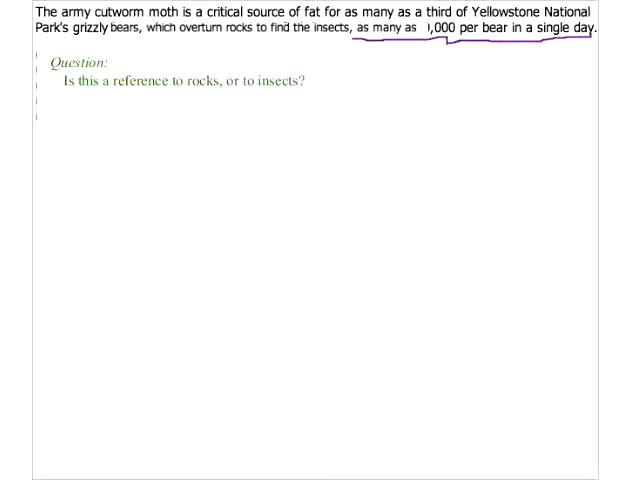 The army cutworm moth is a critical source of fat for as many as a third of Yellowstone National
Park's grizzly bears, which overturn rocks to find the insects, as many as 1,000 per bear in a single day.
Question:
Is this a reference to rocks, or to insects?